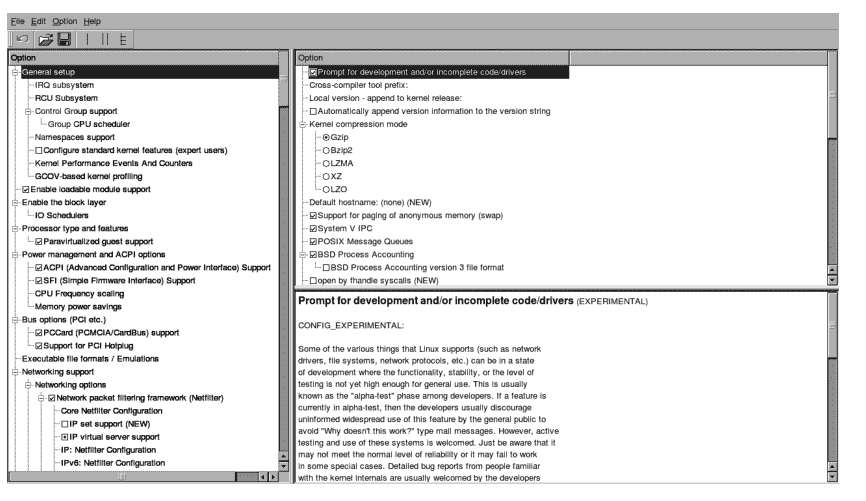 File Edit Option Help
Option
General setup
IRQ subsystem
RCU Subsystem
Control Group support
Group CPU scheduler
Namespaces support
Configure standard kernel features (expert users)
Kernel Performance Events And Counters
GCOV-based kernel profiling
Enable loadable module support
Enable the block layer
IO Schedulers
Processor type and features
Paravirtualized guest support
Power management and ACPI options
ACPI (Advanced Configuration and Power Interface) Support
SFI (Simple Firmware Interface) Support
CPU Frequency scaling
Memory power savings
Bus options (PCI etc.)
PCCard (PCMCIA/CardBus) support
Support for PCI Hotplug
Executable file formats / Emulations
Networking support
Networking options
Network packet filtering framework (Netfilter)
Core Netfilter Configuration
IP set support (NEW)
IP virtual server support
IP: Netfilter Configuration
IPv6: Netfilter Configuration
Option
Prompt for development and/or incomplete code/drivers
Cross-compiler tool prefix:
Local version - append to kernel release:
Automatically append version information to the version string
Kernel compression mode
Gzip
Bzip2
LZMA
XZ
LZO
Default hostname: (none) (NEW)
Support for paging of anonymous memory (swap)
System V IPC
POSIX Message Queues
BSD Process Accounting
BSD Process Accounting version 3 file format
open by fhandle syscalls (NEW)
Prompt for development and/or incomplete code/drivers (EXPERIMENTAL)
CONFIG_EXPERIMENTAL:
Some of the various things that Linux supports (such as network
drivers, file systems, network protocols, etc.) can be in a state
of development where the functionality, stability, or the level of
testing is not yet high enough for general use. This is usually
known as the "alpha-test" phase among developers. If a feature is
currently in alpha-test, then the developers usually discourage
uninformed widespread use of this feature by the general public to
avoid "Why doesn't this work?" type mail messages. However, active
testing and use of these systems is welcomed. Just be aware that it
may not meet the normal level of reliability or it may fail to work
in some special cases. Detailed bug reports from people familiar
with the kernel internals are usually welcomed by the developers